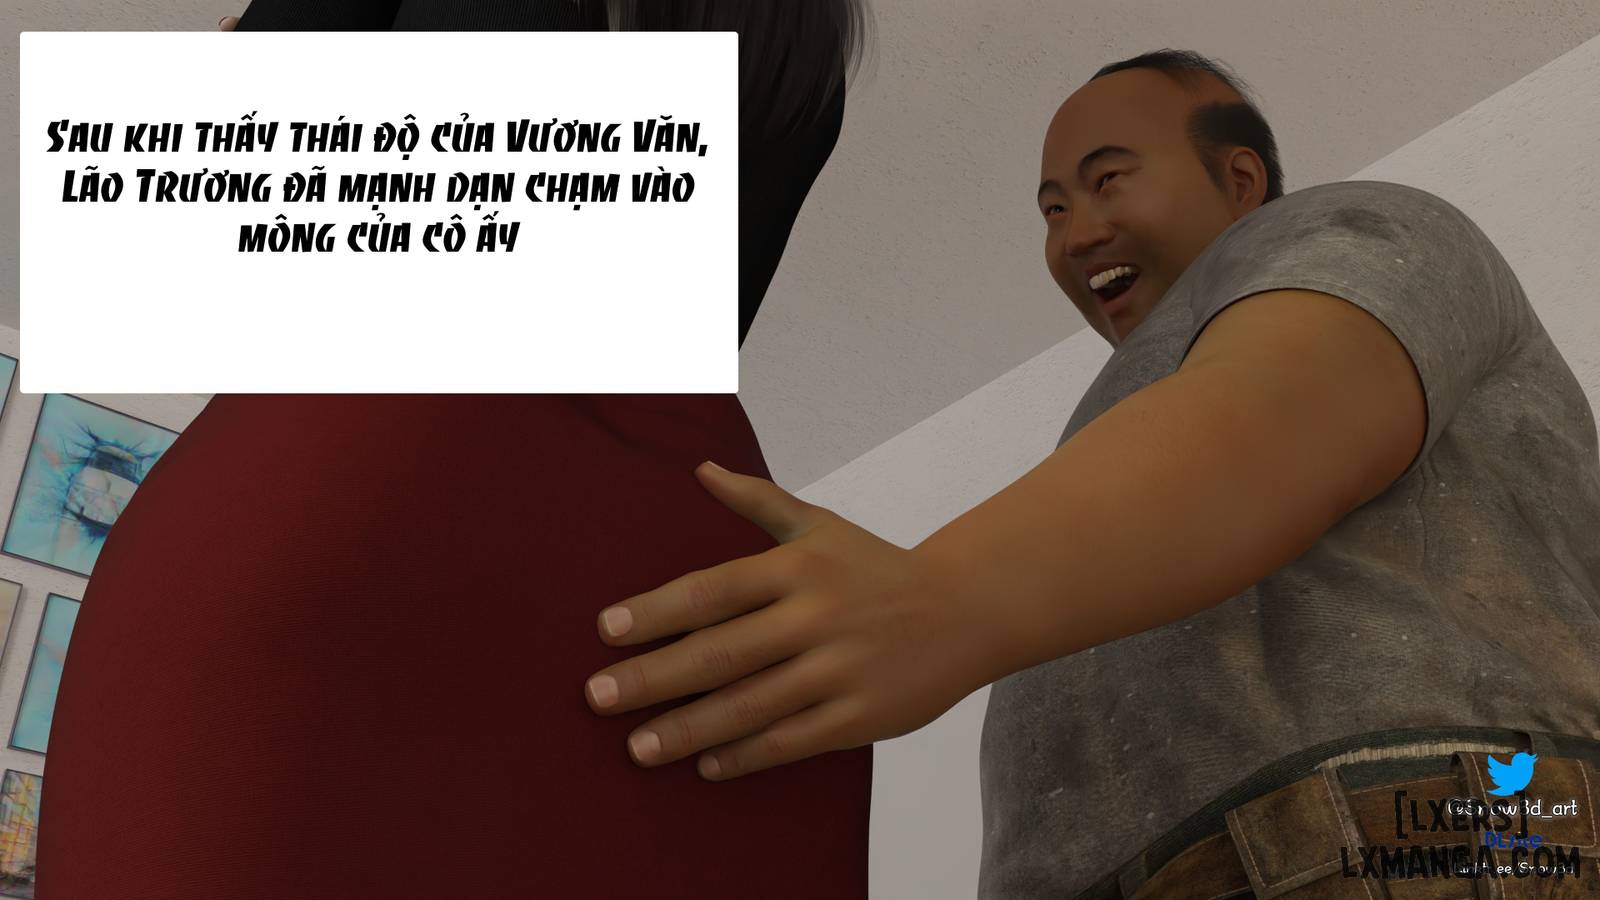 Sau khi thấy thái độ của Vương Văn,
Lão Trương đã mạnh dạn chạm vào
mông của cô ấy
@Snow3d_art
[LXERS]
LXMANGA.COM